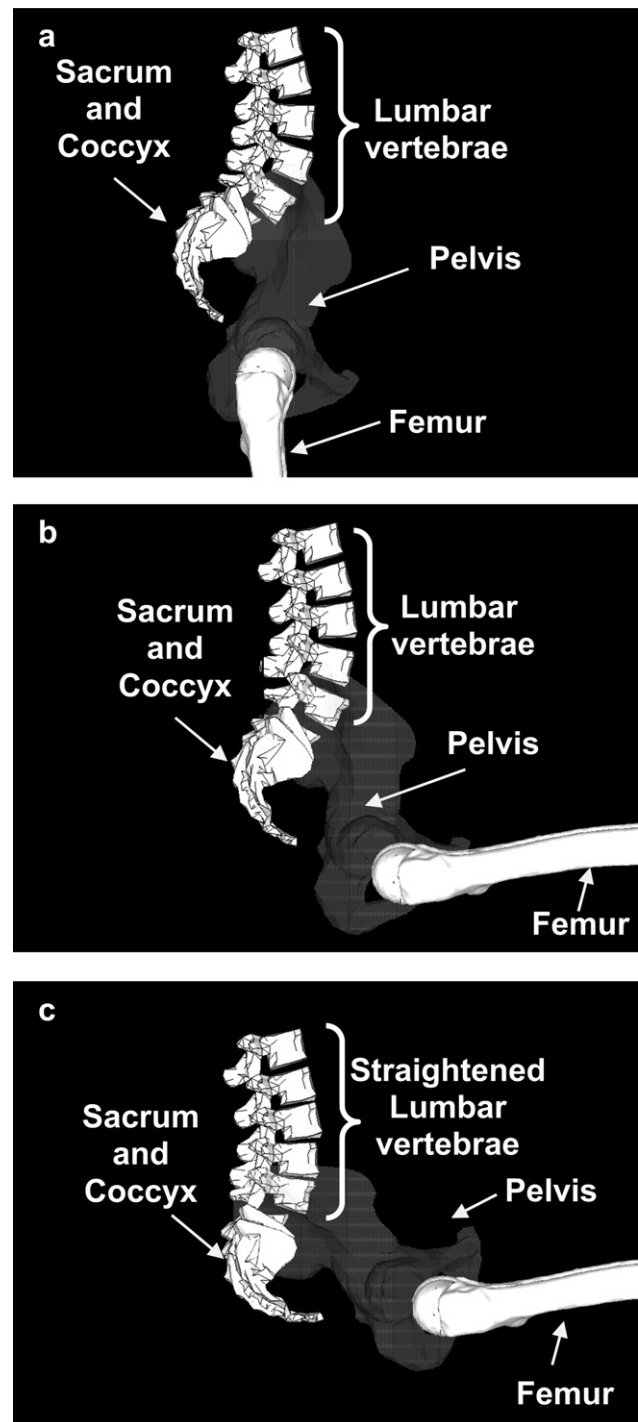 a
Sacrum
and
Coccyx
Lumbar
vertebrae
Pelvis
Femur
b
Sacrum
and
Coccyx
Lumbar
vertebrae
Pelvis
Femur
c
Sacrum
and
Coccyx
Straightened
Lumbar
vertebrae
Pelvis
Femur